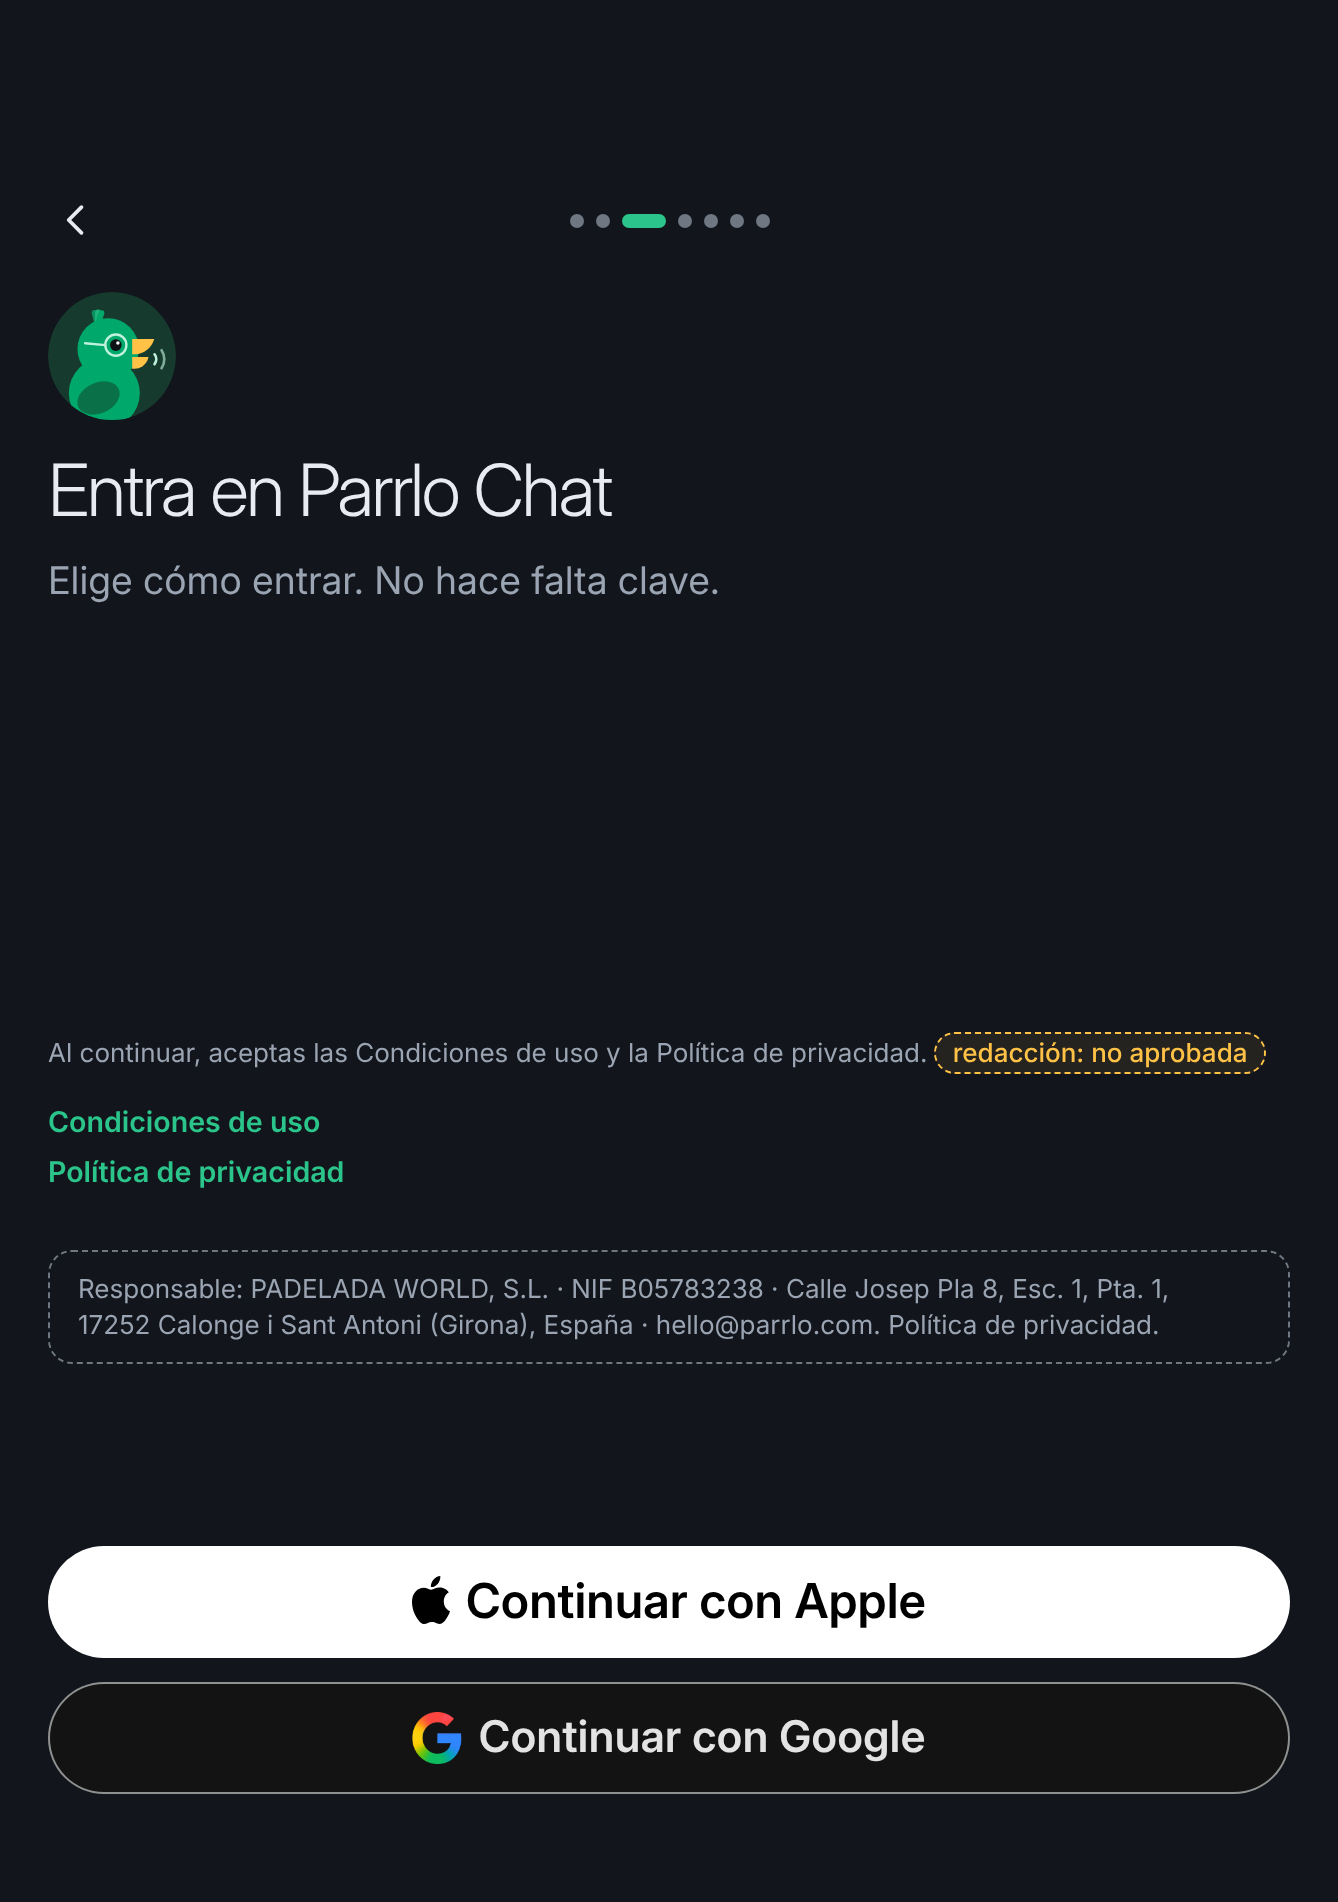 Entra en Parrlo Chat
Elige cómo entrar. No hace falta clave.
Al continuar, aceptas las Condiciones de uso y la Política de privacidad. redacción: no aprobada
Condiciones de uso
Política de privacidad
Responsable: PADELADA WORLD, S.L. · NIF B05783238 · Calle Josep Pla 8, Esc. 1, Pta. 1,
17252 Calonge i Sant Antoni (Girona), España · hello@parrlo.com. Política de privacidad.
Continuar con Apple
Continuar con Google